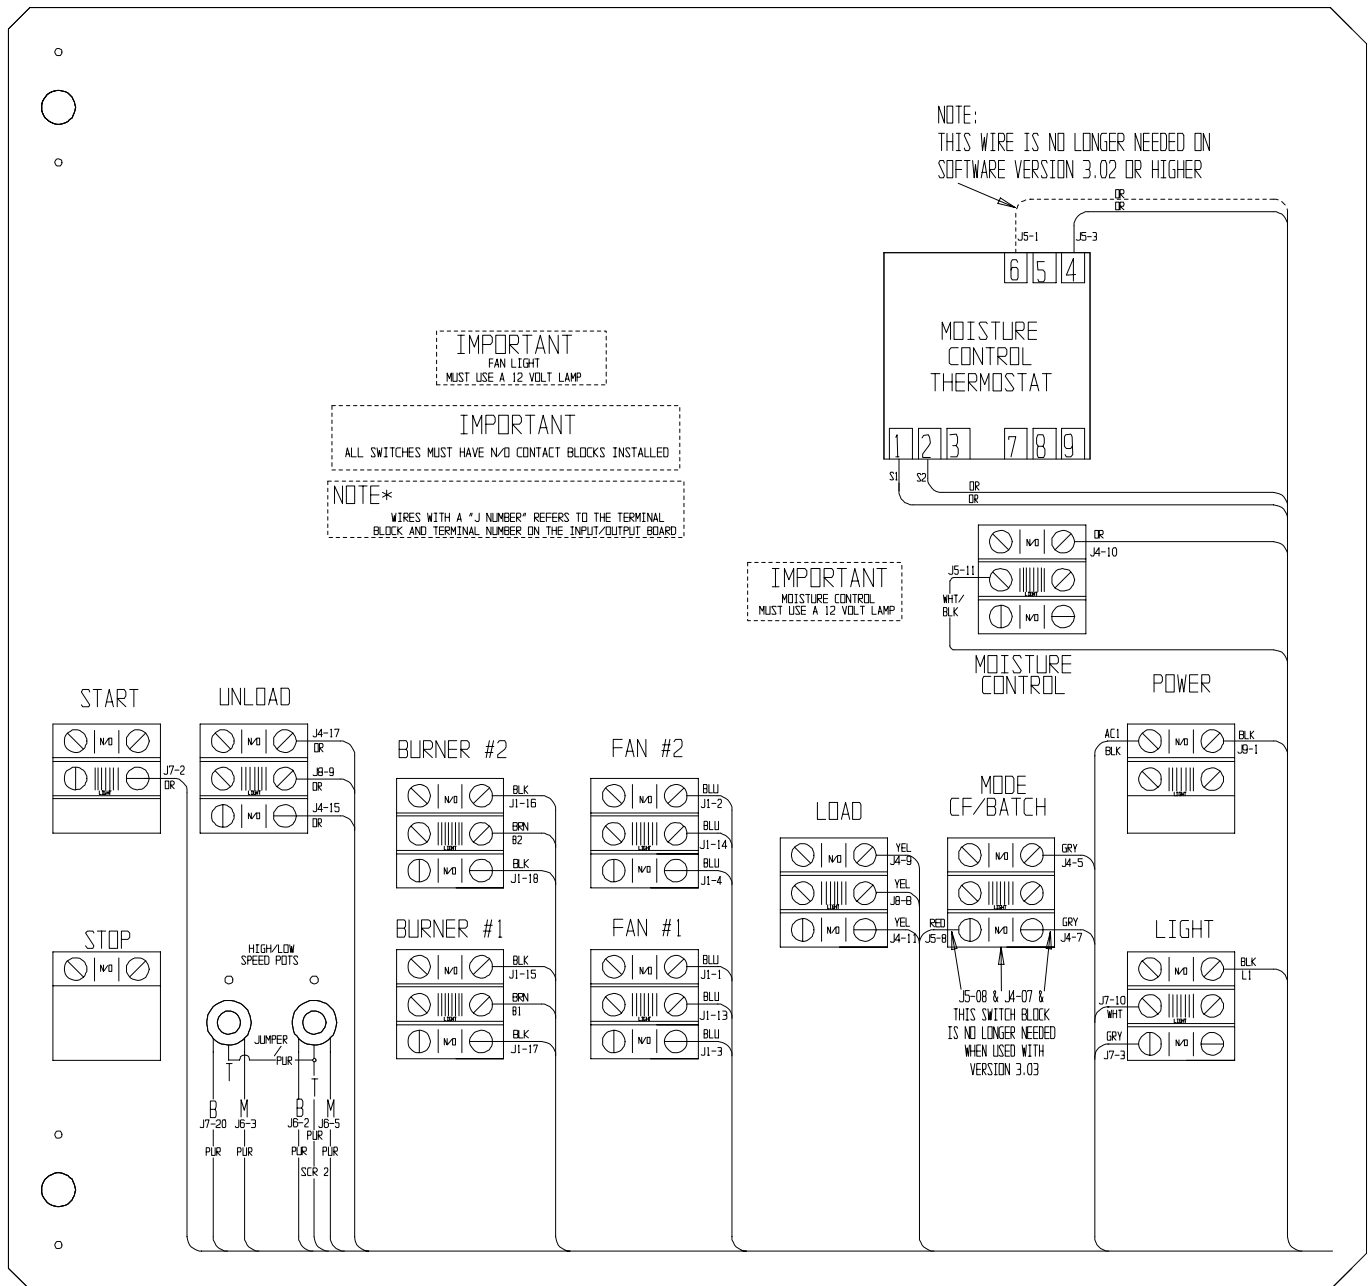 NOTE:
THIS WIRE IS NO LONGER NEEDED ON
SOFTWARE VERSION 3.02 OR HIGHER
OR
OR
J5-1
J5-3
6 5 4
MOISTURE
CONTROL
THERMOSTAT
1 2 3 7 8 9
S1
S2
OR
OR
IMPORTANT
FAN LIGHT
MUST USE A 12 VOLT LAMP
IMPORTANT
ALL SWITCHES MUST HAVE N/O CONTACT BLOCKS INSTALLED
NOTE*
WIRES WITH A "J NUMBER" REFERS TO THE TERMINAL
BLOCK AND TERMINAL NUMBER ON THE INPUT/OUTPUT BOARD
IMPORTANT
MOISTURE CONTROL
MUST USE A 12 VOLT LAMP
N/O
OR
J4-10
J5-11
LIGHT
WHT/
BLK
N/O
MOISTURE
CONTROL
START
N/O
J7-2
OR
LIGHT
UNLOAD
N/O
J4-17
OR
J8-9
OR
LIGHT
J4-15
N/O
OR
BURNER #2
N/O
BLK
J1-16
BRN
B2
LIGHT
N/O
BLK
J1-18
FAN #2
N/O
BLU
J1-2
BLU
J1-14
LIGHT
N/O
BLU
J1-4
LOAD
N/O
YEL
J4-9
YEL
J8-8
LIGHT
N/O
YEL
J4-11
MODE
CF/BATCH
N/O
GRY
J4-5
LIGHT
RED
J5-8
N/O
GRY
J4-7
J5-08 & J4-07 &
THIS SWITCH BLOCK
IS NO LONGER NEEDED
WHEN USED WITH
VERSION 3.03
POWER
AC1
BLK
N/O
BLK
J9-1
LIGHT
STOP
N/O
HIGH/LOW
SPEED POTS
JUMPER
PUR
T
T
B
J7-20
PUR
M
J6-3
PUR
B
J6-2
PUR
PUR
SCR 2
M
J6-5
PUR
BURNER #1
N/O
BLK
J1-15
BRN
B1
LIGHT
N/O
BLK
J1-17
FAN #1
N/O
BLU
J1-1
BLU
J1-13
LIGHT
N/O
BLU
J1-3
LIGHT
N/O
BLK
L1
J7-10
WHT
LIGHT
GRY
J7-3
N/O